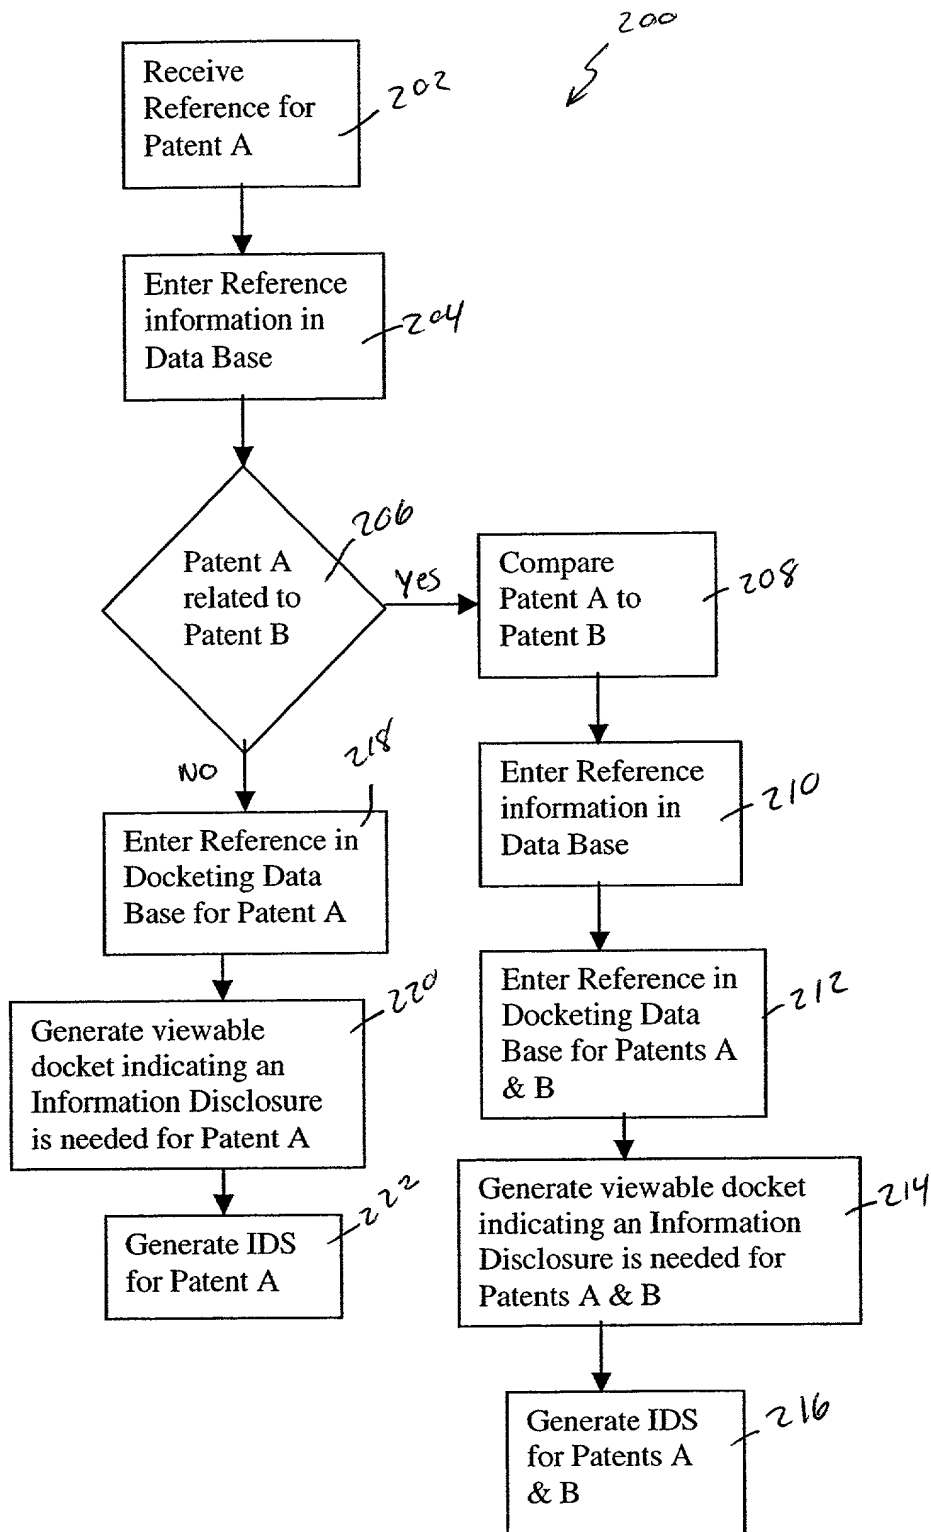 200
Receive
Reference for
Patent A
202
Enter Reference
information in
Data Base
204
Patent A
related to
Patent B
206
Yes
NO
Compare
Patent A to
Patent B
208
Enter Reference
information in
Data Base
210
Enter Reference in
Docketing Data
Base for Patents A
& B
212
Generate viewable docket
indicating an Information
Disclosure is needed for
Patents A & B
214
Generate IDS
for Patents A
& B
216
218
Enter Reference in
Docketing Data
Base for Patent A
220
Generate viewable
docket indicating an
Information Disclosure
is needed for Patent A
222
Generate IDS
for Patent A